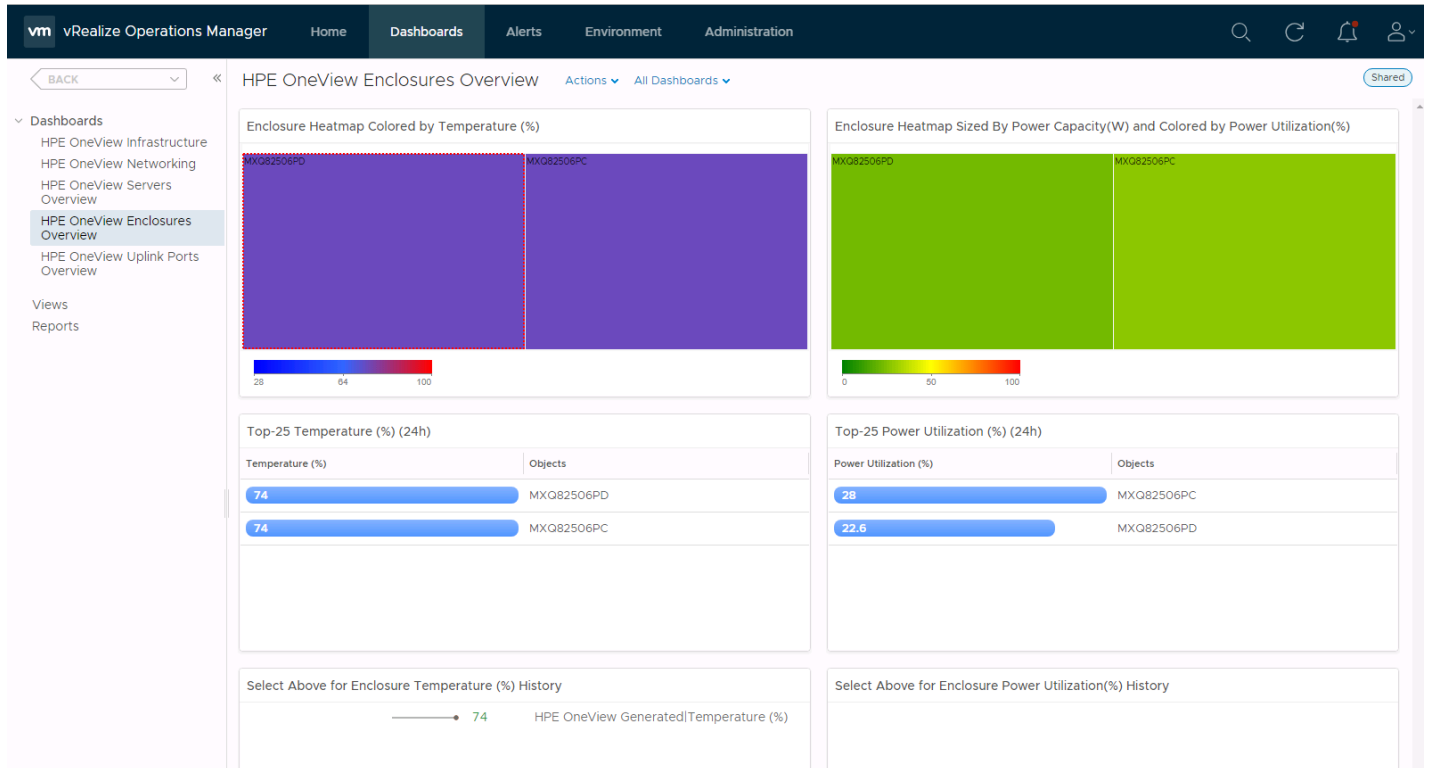 vm vRealize Operations Manager Home Dashboards Alerts Environment Administration
BACK
HPE OneView Enclosures Overview Actions All Dashboards Shared
Dashboards
HPE OneView Infrastructure
HPE OneView Networking
HPE OneView Servers
Overview
HPE OneView Enclosures
Overview
HPE OneView Uplink Ports
Overview
Views
Reports
Enclosure Heatmap Colored by Temperature (%)
MXQ82506PD MXQ82506PC
28 64 100
Enclosure Heatmap Sized By Power Capacity(W) and Colored by Power Utilization(%)
MXQ82506PD MXQ82506PC
0 50 100
Top-25 Temperature (%) (24h)
Temperature (%) Objects
74 MXQ82506PD
74 MXQ82506PC
Top-25 Power Utilization (%) (24h)
Power Utilization (%) Objects
28 MXQ82506PC
22.6 MXQ82506PD
Select Above for Enclosure Temperature (%) History
74 HPE OneView Generated|Temperature (%)
Select Above for Enclosure Power Utilization(%) History